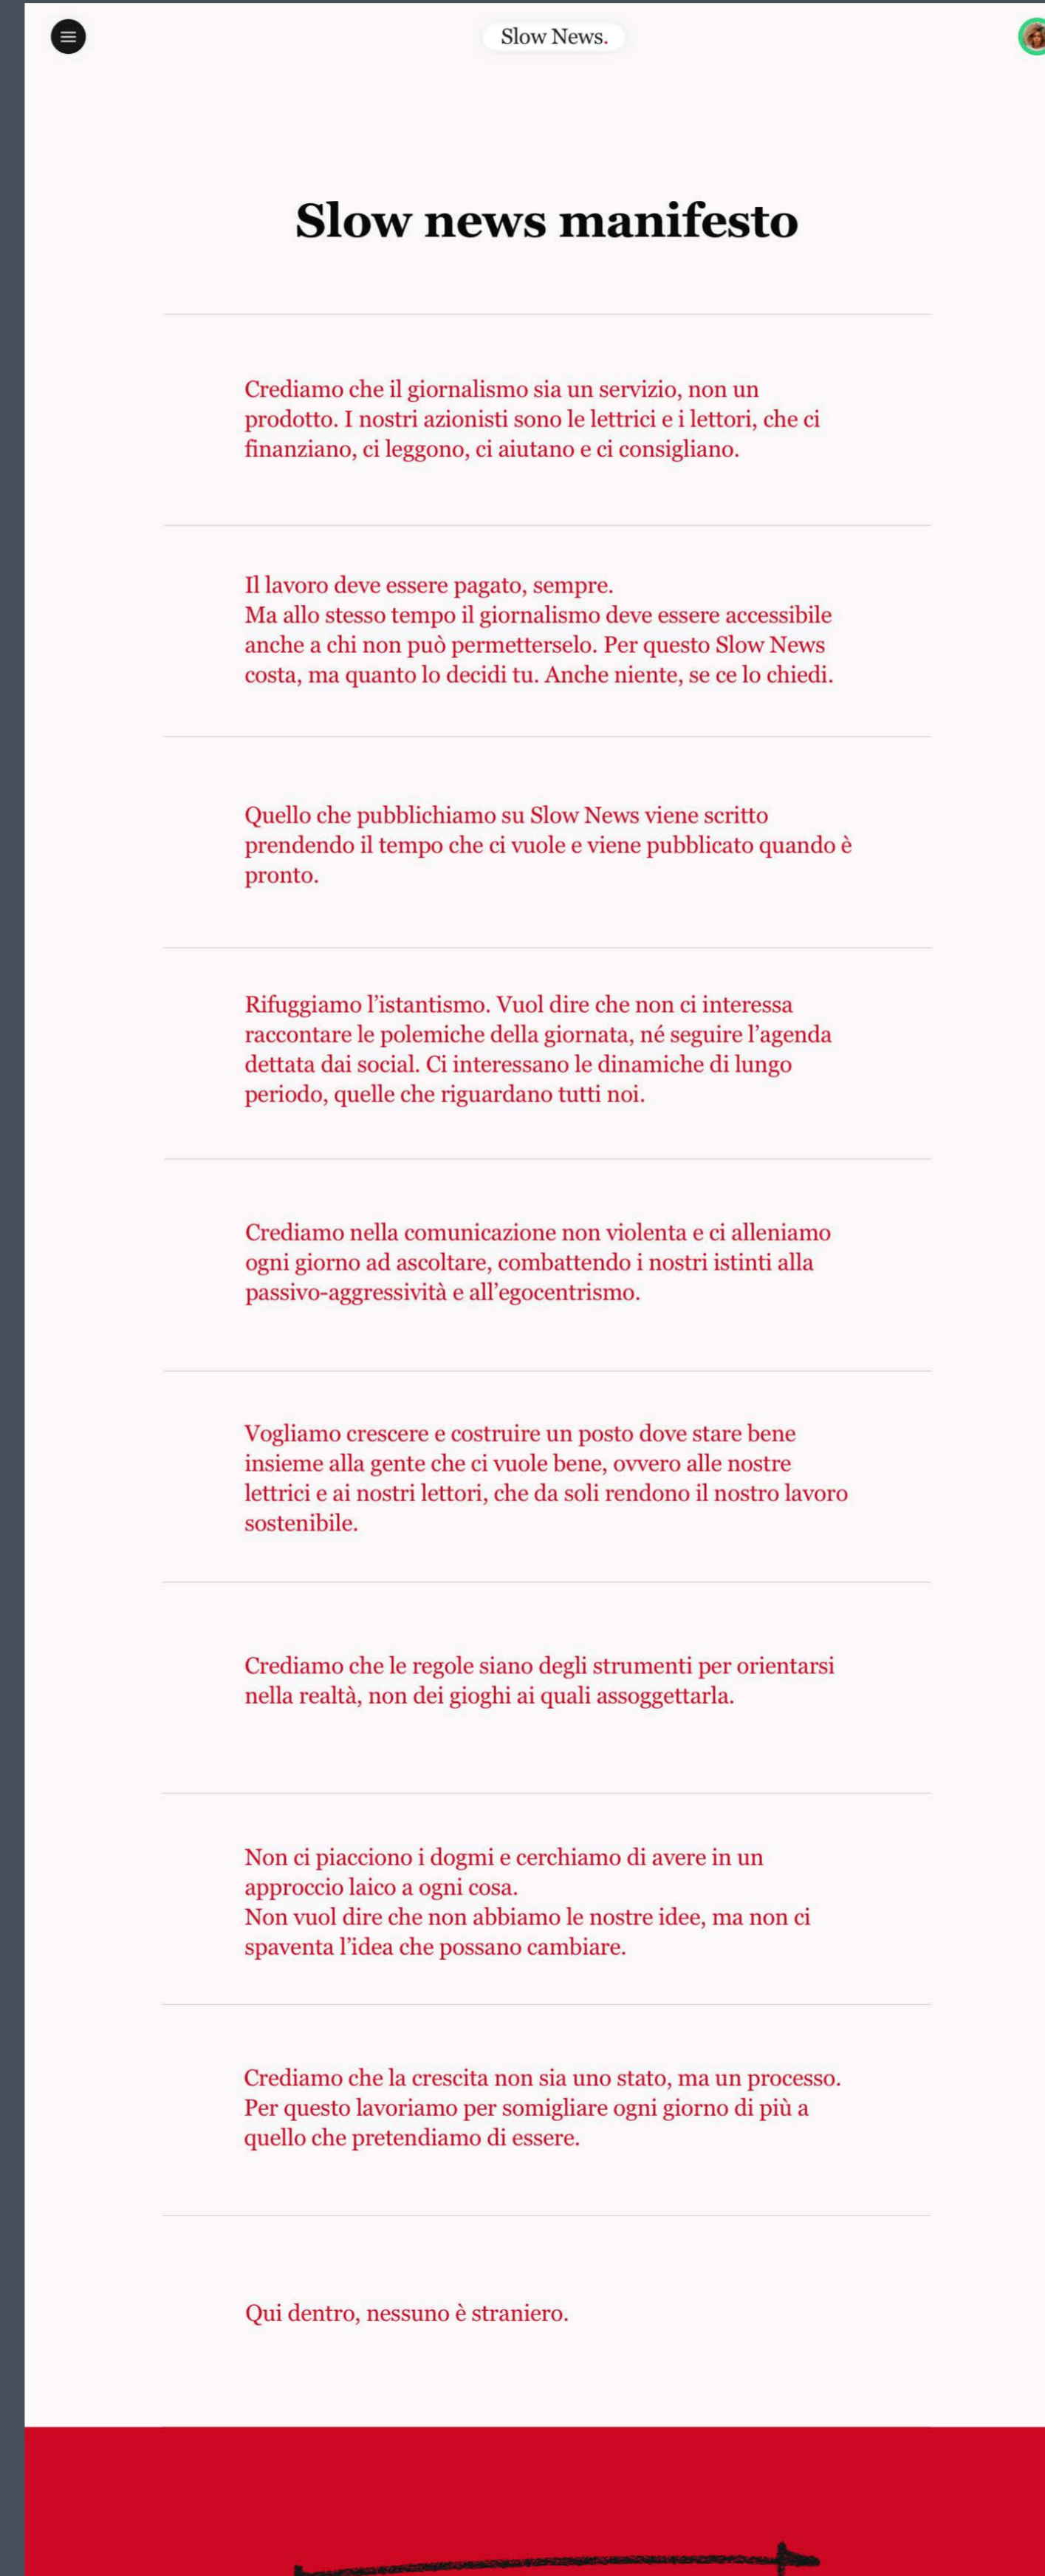 Slow News.
Slow news manifesto
Crediamo che il giornalismo sia un servizio, non un
prodotto. I nostri azionisti sono le lettrici e i lettori, che ci
finanziano, ci leggono, ci aiutano e ci consigliano.
Il lavoro deve essere pagato, sempre.
Ma allo stesso tempo il giornalismo deve essere accessibile
anche a chi non può permetterselo. Per questo Slow News
costa, ma quanto lo decidi tu. Anche niente, se ce lo chiedi.
Quello che pubblichiamo su Slow News viene scritto
prendendo il tempo che ci vuole e viene pubblicato quando è
pronto.
Rifuggiamo l’istantismo. Vuol dire che non ci interessa
raccontare le polemiche della giornata, né seguire l’agenda
dettata dai social. Ci interessano le dinamiche di lungo
periodo, quelle che riguardano tutti noi.
Crediamo nella comunicazione non violenta e ci alleniamo
ogni giorno ad ascoltare, combattendo i nostri istinti alla
passivo-aggressività e all’egocentrismo.
Vogliamo crescere e costruire un posto dove stare bene
insieme alla gente che ci vuole bene, ovvero alle nostre
lettrici e ai nostri lettori, che da soli rendono il nostro lavoro
sostenibile.
Crediamo che le regole siano degli strumenti per orientarsi
nella realtà, non dei gioghi ai quali assoggettarla.
Non ci piacciono i dogmi e cerchiamo di avere in un
approccio laico a ogni cosa.
Non vuol dire che non abbiamo le nostre idee, ma non ci
spaventa l’idea che possano cambiare.
Crediamo che la crescita non sia uno stato, ma un processo.
Per questo lavoriamo per somigliare ogni giorno di più a
quello che pretendiamo di essere.
Qui dentro, nessuno è straniero.